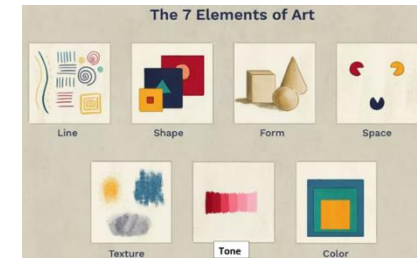 The 7 Elements of Art
Line Shape Form Space
Texture Tone Color